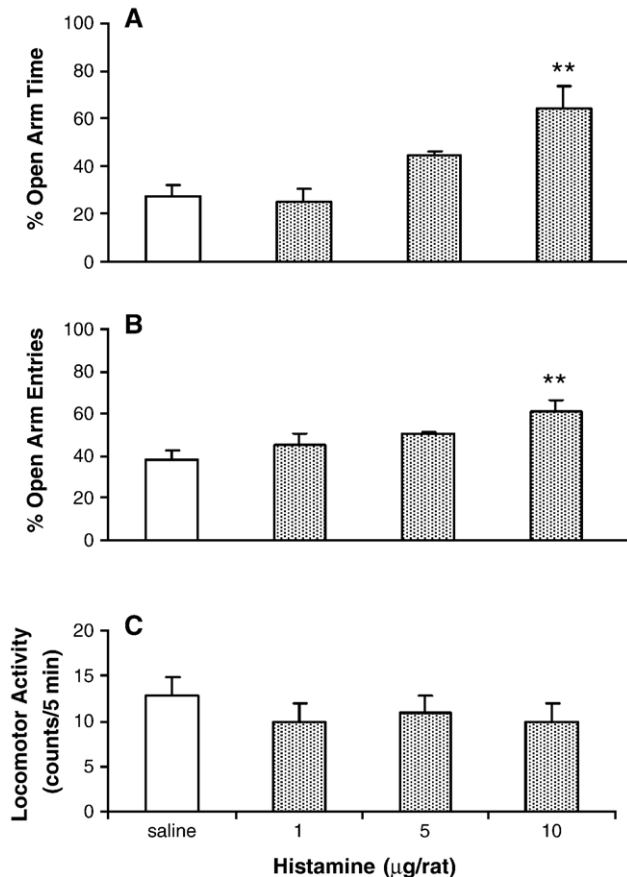 A
% Open Arm Time
100
80
60
40
20
0
**
B
% Open Arm Entries
100
80
60
40
20
0
**
C
Locomotor Activity
(counts/5 min)
20
15
10
5
0
saline 1 5 10
Histamine (μg/rat)